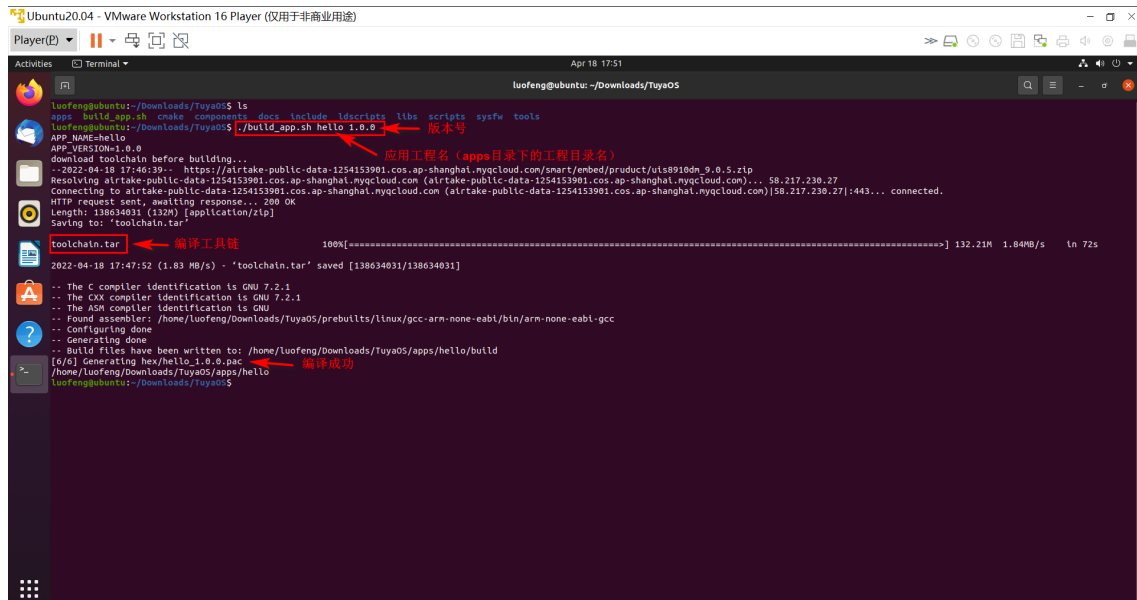 Ubuntu20.04 - VMware Workstation 16 Player (仅用于非商业用途)
Player(P)
Activities Terminal Apr 18 17:51
luofeng@ubuntu: ~/Downloads/TuyaOS
luofeng@ubuntu:~/Downloads/TuyaOS$ ls
apps build_app.sh cmake components docs include ldscripts libs scripts sysfw tools
luofeng@ubuntu:~/Downloads/TuyaOS$ ./build_app.sh hello 1.0.0 版本号
APP_NAME=hello
APP_VERSION=1.0.0 应用工程名（apps目录下的工程目录名）
download toolchain before building...
--2022-04-18 17:46:39-- https://airtake-public-data-1254153901.cos.ap-shanghai.myqcloud.com/smart/embed/pruduct/uis8910dm_9.0.5.zip
Resolving airtake-public-data-1254153901.cos.ap-shanghai.myqcloud.com (airtake-public-data-1254153901.cos.ap-shanghai.myqcloud.com)... 58.217.230.27
Connecting to airtake-public-data-1254153901.cos.ap-shanghai.myqcloud.com (airtake-public-data-1254153901.cos.ap-shanghai.myqcloud.com)|58.217.230.27|:443... connected.
HTTP request sent, awaiting response... 200 OK
Length: 138634031 (132M) [application/zip]
Saving to: ‘toolchain.tar’
toolchain.tar 编译工具链 100%[===================================================================================================>] 132.21M 1.84MB/s in 72s
2022-04-18 17:47:52 (1.83 MB/s) - ‘toolchain.tar’ saved [138634031/138634031]
-- The C compiler identification is GNU 7.2.1
-- The CXX compiler identification is GNU 7.2.1
-- The ASM compiler identification is GNU
-- Found assembler: /home/luofeng/Downloads/TuyaOS/prebuilts/linux/gcc-arm-none-eabi/bin/arm-none-eabi-gcc
-- Configuring done
-- Generating done
-- Build files have been written to: /home/luofeng/Downloads/TuyaOS/apps/hello/build
[6/6] Generating hex/hello_1.0.0.pac 编译成功
/home/luofeng/Downloads/TuyaOS/apps/hello
luofeng@ubuntu:~/Downloads/TuyaOS$